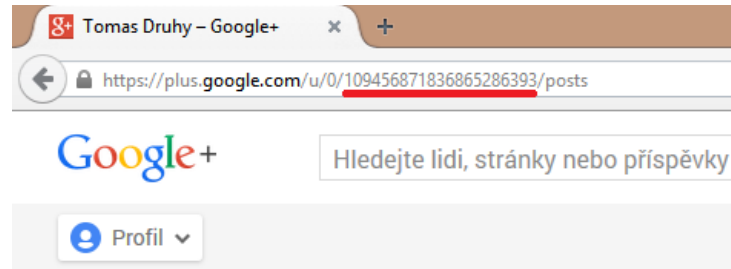 g+ Tomas Druhy – Google+
https://plus.google.com/u/0/109456871836865286393/posts
Google+ Hledejte lidi, stránky nebo příspěvky
Profil